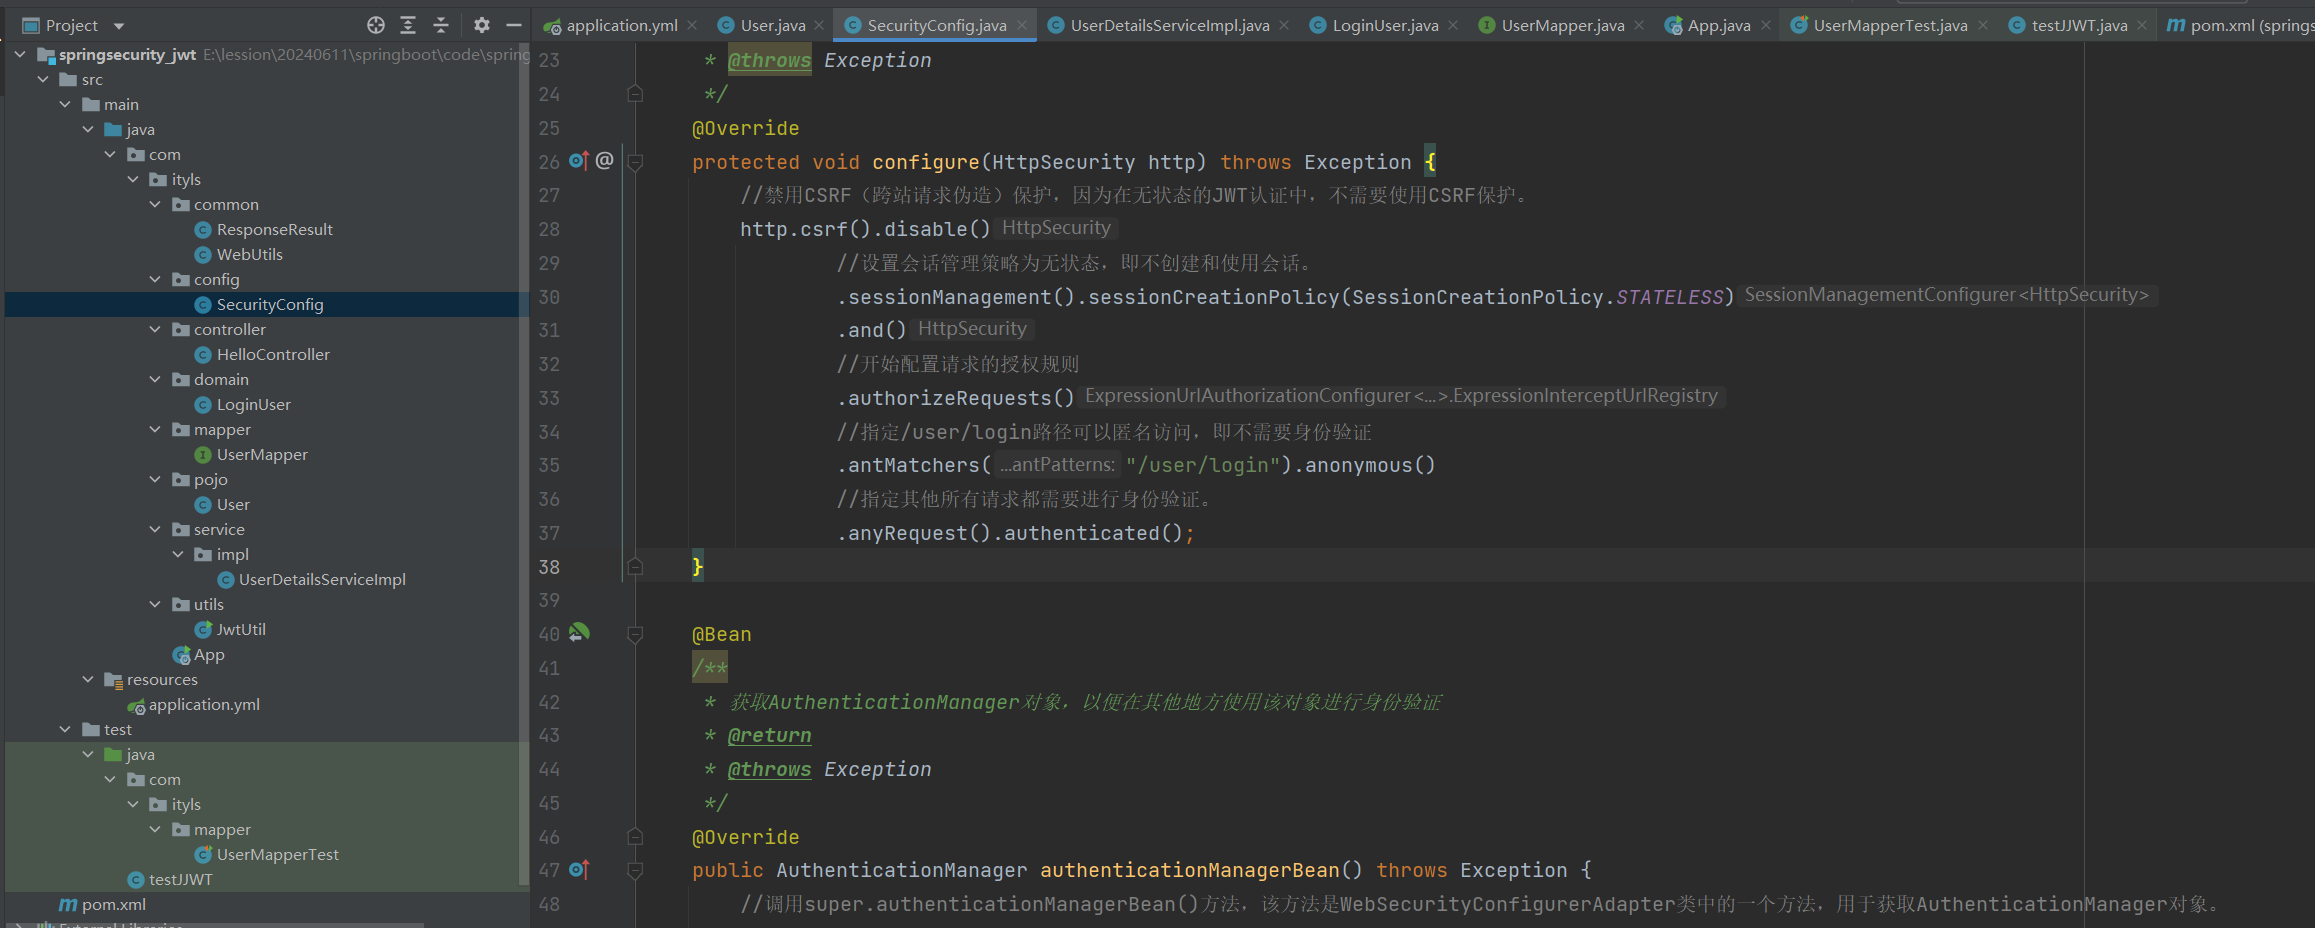 Project
application.yml
User.java
SecurityConfig.java
UserDetailsServiceImpl.java
LoginUser.java
UserMapper.java
App.java
UserMapperTest.java
testJJWT.java
pom.xml (springs
springsecurity_jwt E:\lession\20240611\springboot\code\spring
src
main
java
com
ityls
common
ResponseResult
WebUtils
config
SecurityConfig
controller
HelloController
domain
LoginUser
mapper
UserMapper
pojo
User
service
impl
UserDetailsServiceImpl
utils
JwtUtil
App
resources
application.yml
test
java
com
ityls
mapper
UserMapperTest
testJJWT
pom.xml
External Libraries
23 * @throws Exception
24 */
25 @Override
26 @ protected void configure(HttpSecurity http) throws Exception {
27 //禁用CSRF（跨站请求伪造）保护，因为在无状态的JWT认证中，不需要使用CSRF保护。
28 http.csrf().disable() HttpSecurity
29 //设置会话管理策略为无状态，即不创建和使用会话。
30 .sessionManagement().sessionCreationPolicy(SessionCreationPolicy.STATELESS) SessionManagementConfigurer<HttpSecurity>
31 .and() HttpSecurity
32 //开始配置请求的授权规则
33 .authorizeRequests() ExpressionUrlAuthorizationConfigurer<...>.ExpressionInterceptUrlRegistry
34 //指定/user/login路径可以匿名访问，即不需要身份验证
35 .antMatchers( ...antPatterns: "/user/login").anonymous()
36 //指定其他所有请求都需要进行身份验证。
37 .anyRequest().authenticated();
38 }
39
40 @Bean
41 /**
42 * 获取AuthenticationManager对象，以便在其他地方使用该对象进行身份验证
43 * @return
44 * @throws Exception
45 */
46 @Override
47 public AuthenticationManager authenticationManagerBean() throws Exception {
48 //调用super.authenticationManagerBean()方法，该方法是WebSecurityConfigurerAdapter类中的一个方法，用于获取AuthenticationManager对象。